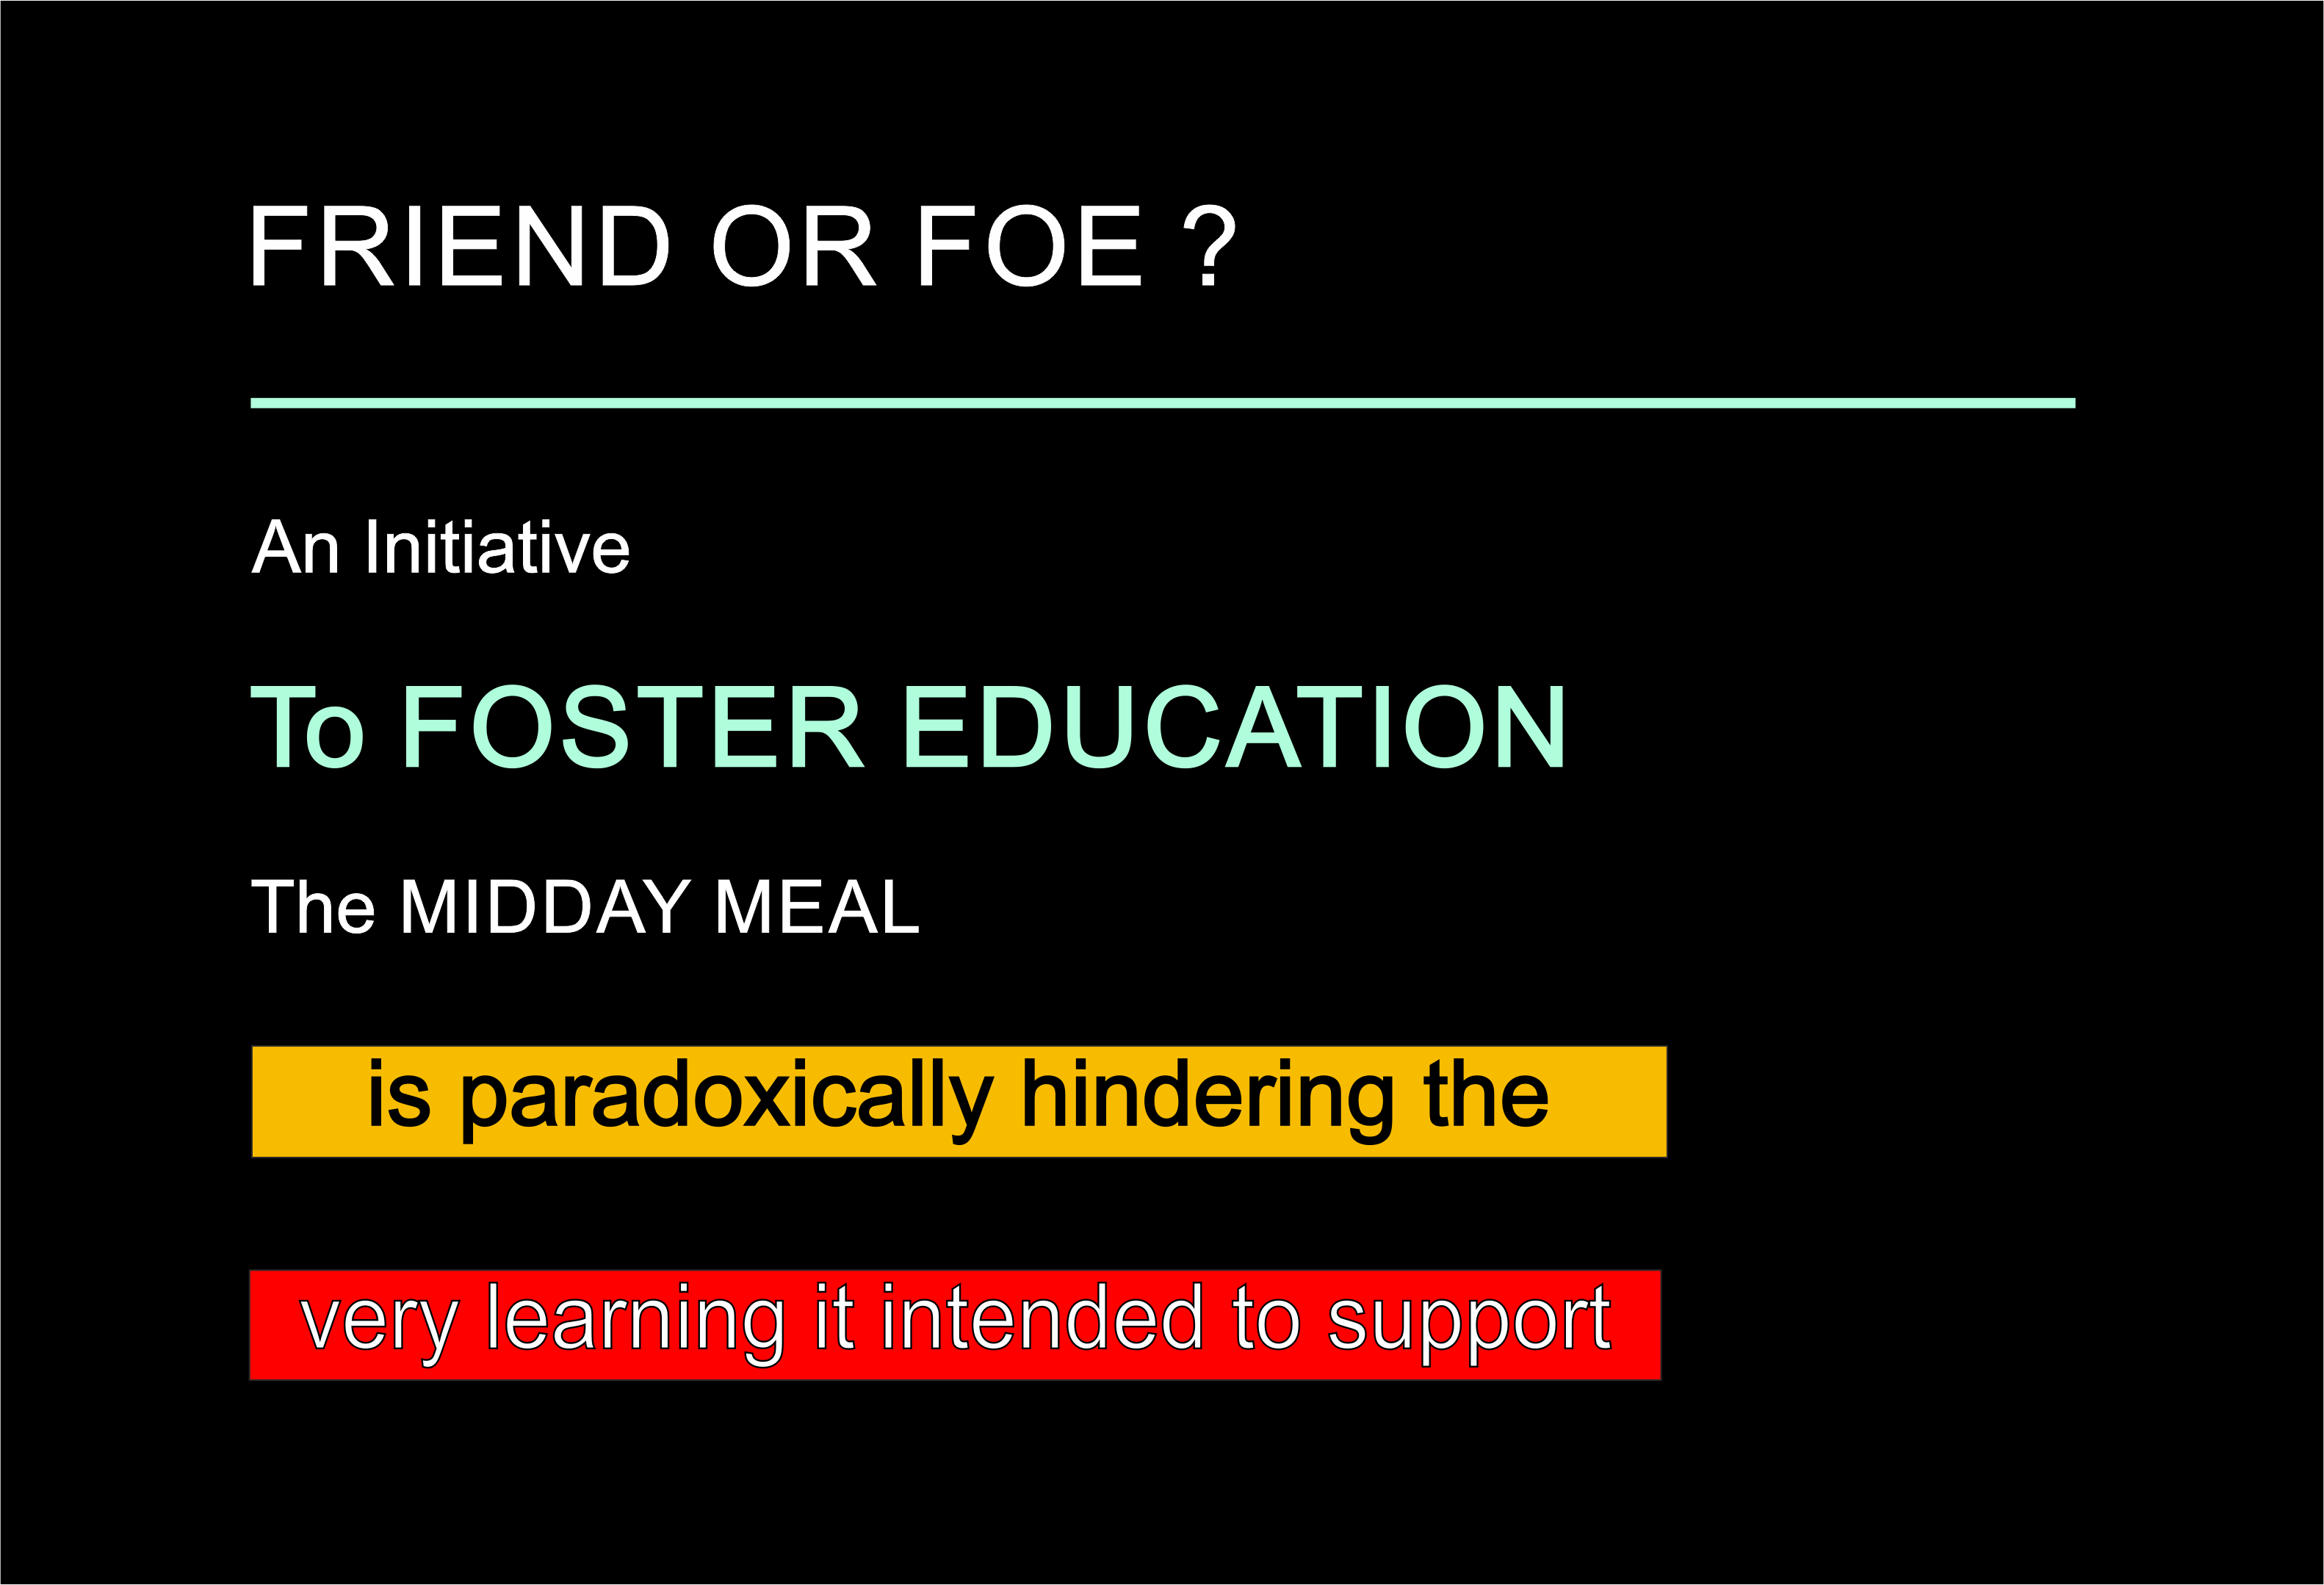 FRIEND OR FOE ?
An Initiative
To FOSTER EDUCATION
The MIDDAY MEAL
is paradoxically hindering the
very learning it intended to support